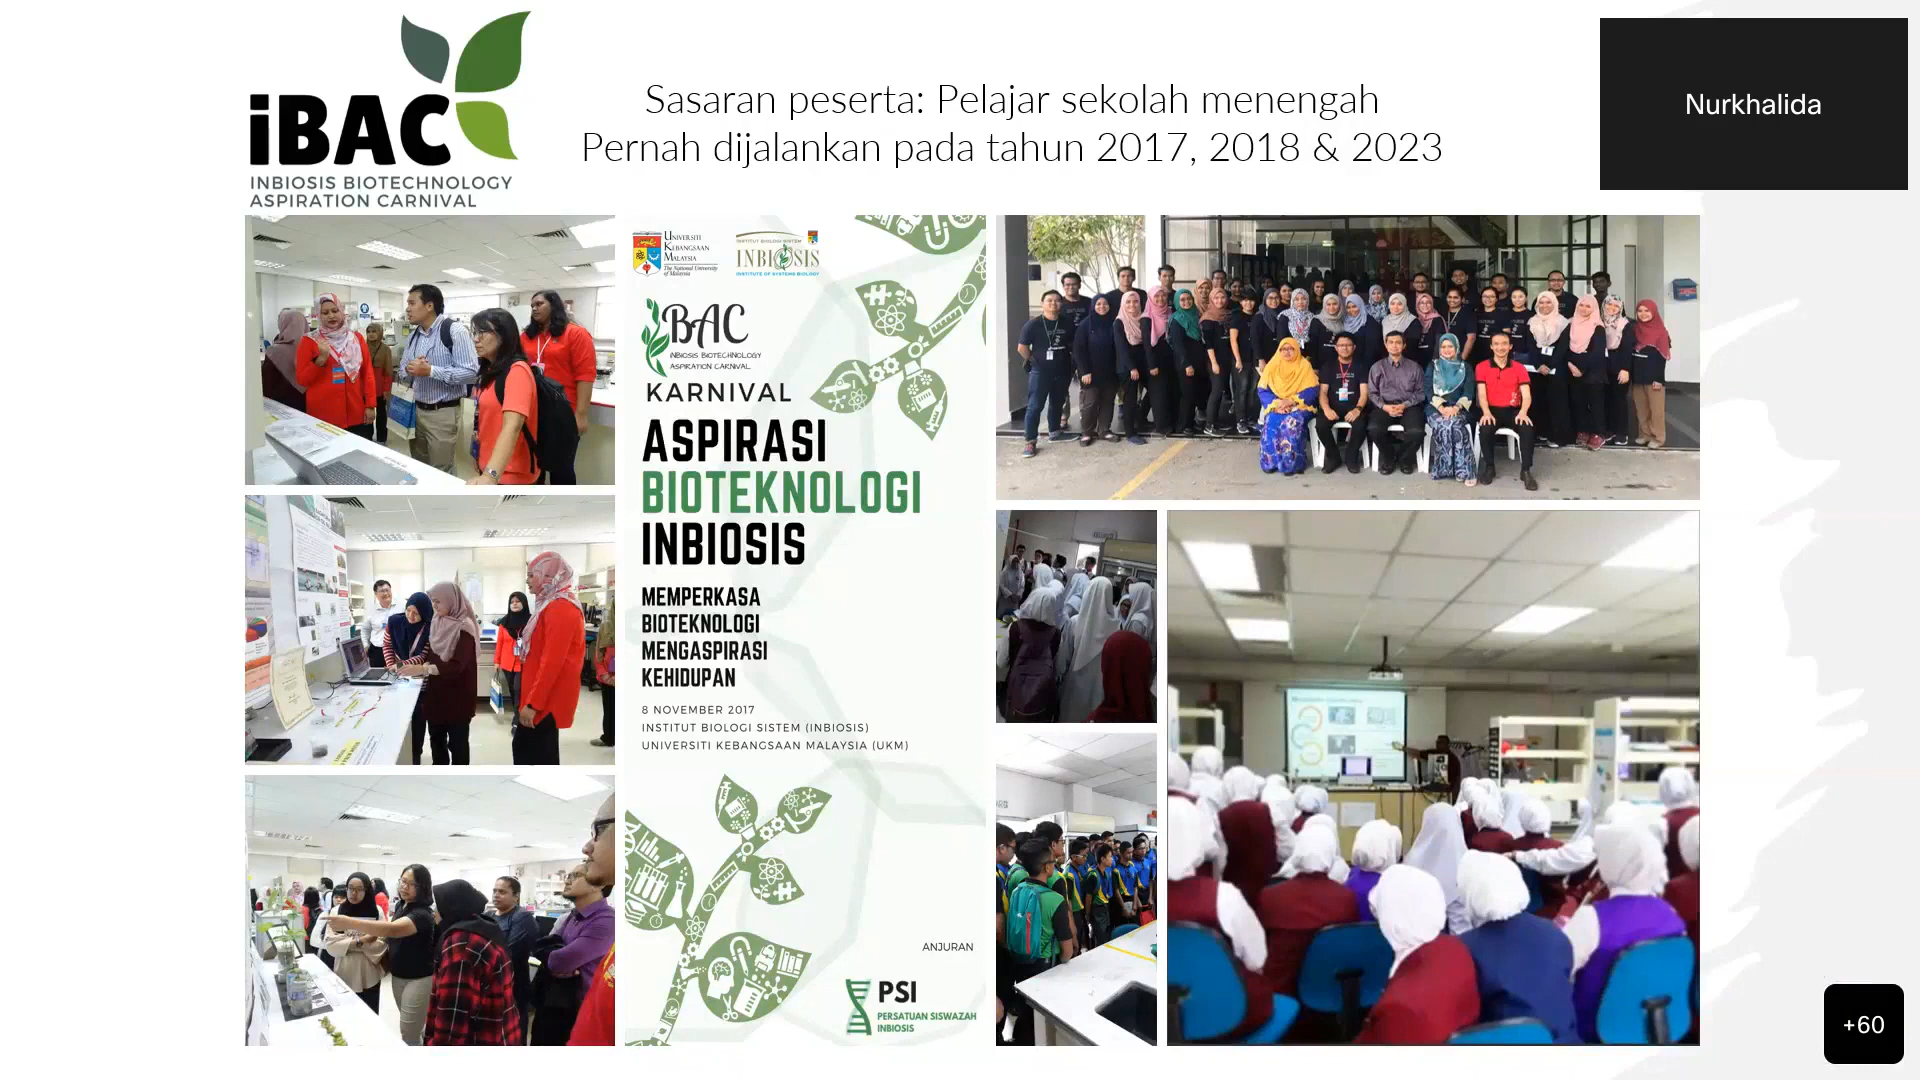 iBAC
INBIOSIS BIOTECHNOLOGY
ASPIRATION CARNIVAL
Sasaran peserta: Pelajar sekolah menengah
Pernah dijalankan pada tahun 2017, 2018 & 2023
Nurkhalida
UNIVERSITI
KEBANGSAAN
MALAYSIA
The National University
of Malaysia
INSTITUT BIOLOGI SISTEM
INBIOSIS
INSTITUTE OF SYSTEMS BIOLOGY
iBAC
INBIOSIS BIOTECHNOLOGY
ASPIRATION CARNIVAL
KARNIVAL
ASPIRASI
BIOTEKNOLOGI
INBIOSIS
MEMPERKASA
BIOTEKNOLOGI
MENGASPIRASI
KEHIDUPAN
8 NOVEMBER 2017
INSTITUT BIOLOGI SISTEM (INBIOSIS)
UNIVERSITI KEBANGSAAN MALAYSIA (UKM)
ANJURAN
PSI
PERSATUAN SISWAZAH
INBIOSIS
+60